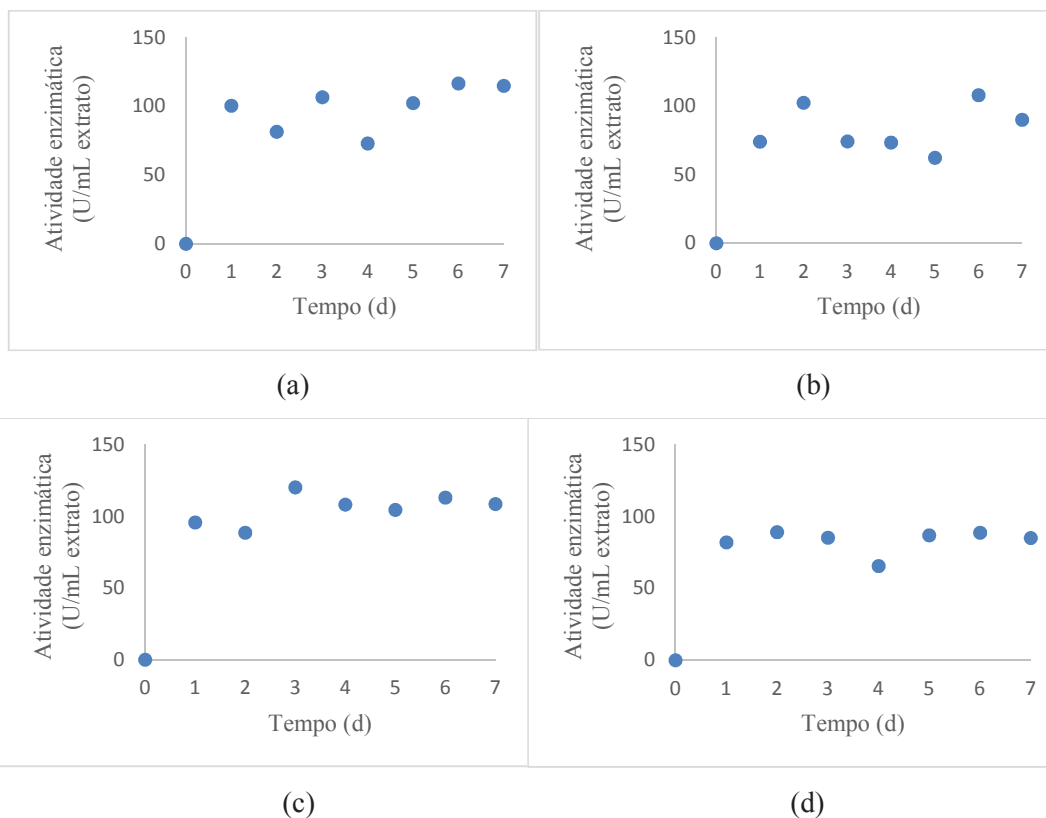 Atividade enzimática
(U/mL extrato)
150
100
50
0
0 1 2 3 4 5 6 7
Tempo (d)
(a)
Atividade enzimática
(U/mL extrato)
150
100
50
0
0 1 2 3 4 5 6 7
Tempo (d)
(b)
Atividade enzimática
(U/mL extrato)
150
100
50
0
0 1 2 3 4 5 6 7
Tempo (d)
(c)
Atividade enzimática
(U/mL extrato)
150
100
50
0
0 1 2 3 4 5 6 7
Tempo (d)
(d)